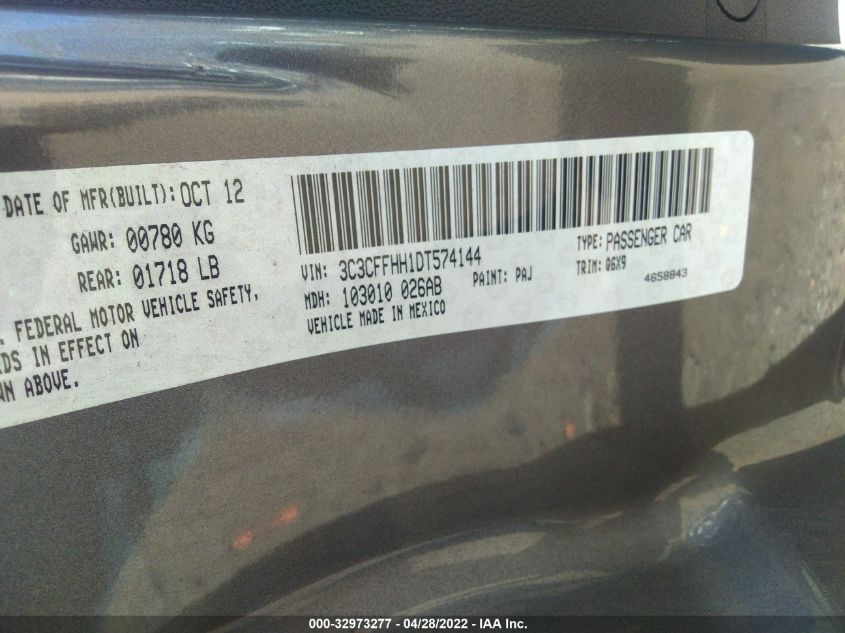 DATE OF MFR(BUILT): OCT 12
GAWR: 00780 KG
REAR: 01718 LB
FEDERAL MOTOR VEHICLE SAFETY,
IN EFFECT ON
ABOVE.
VIN: 3C3CFFHH1DT574144
TYPE: PASSENGER CAR
MDH: 103010 026AB
PAINT: PAJ
TRIM: Q6X9
VEHICLE MADE IN MEXICO
4658843
000-32973277 - 04/28/2022 - IAA Inc.